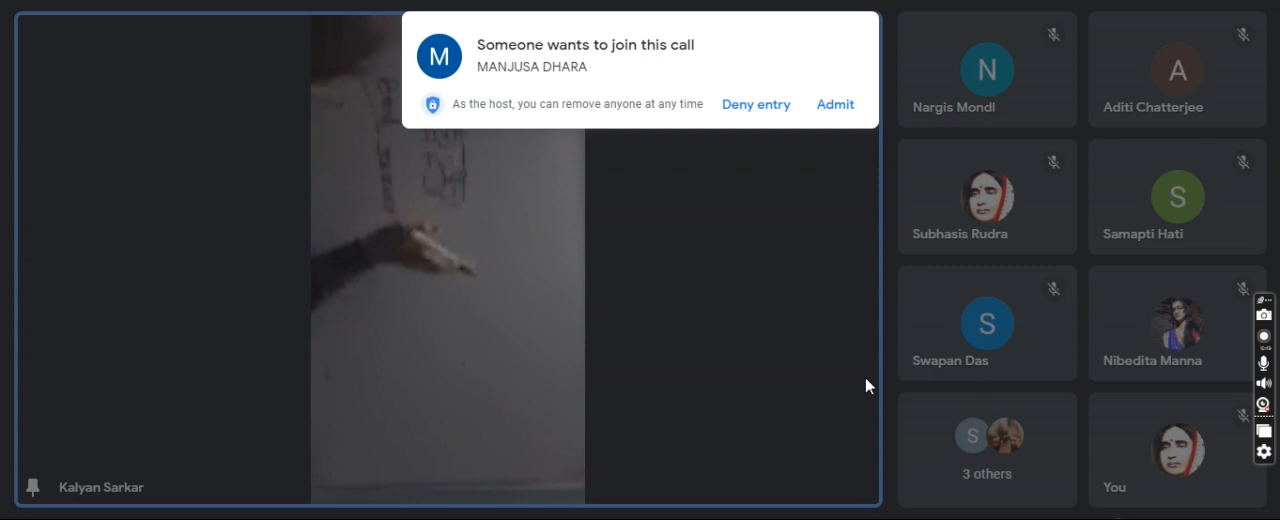 M
Someone wants to join this call
MANJUSA DHARA
As the host, you can remove anyone at any time
Deny entry
Admit
N
Nargis Mondl
A
Aditi Chatterjee
Subhasis Rudra
S
Samapti Hati
S
Swapan Das
Nibedita Manna
S
3 others
You
Kalyan Sarkar